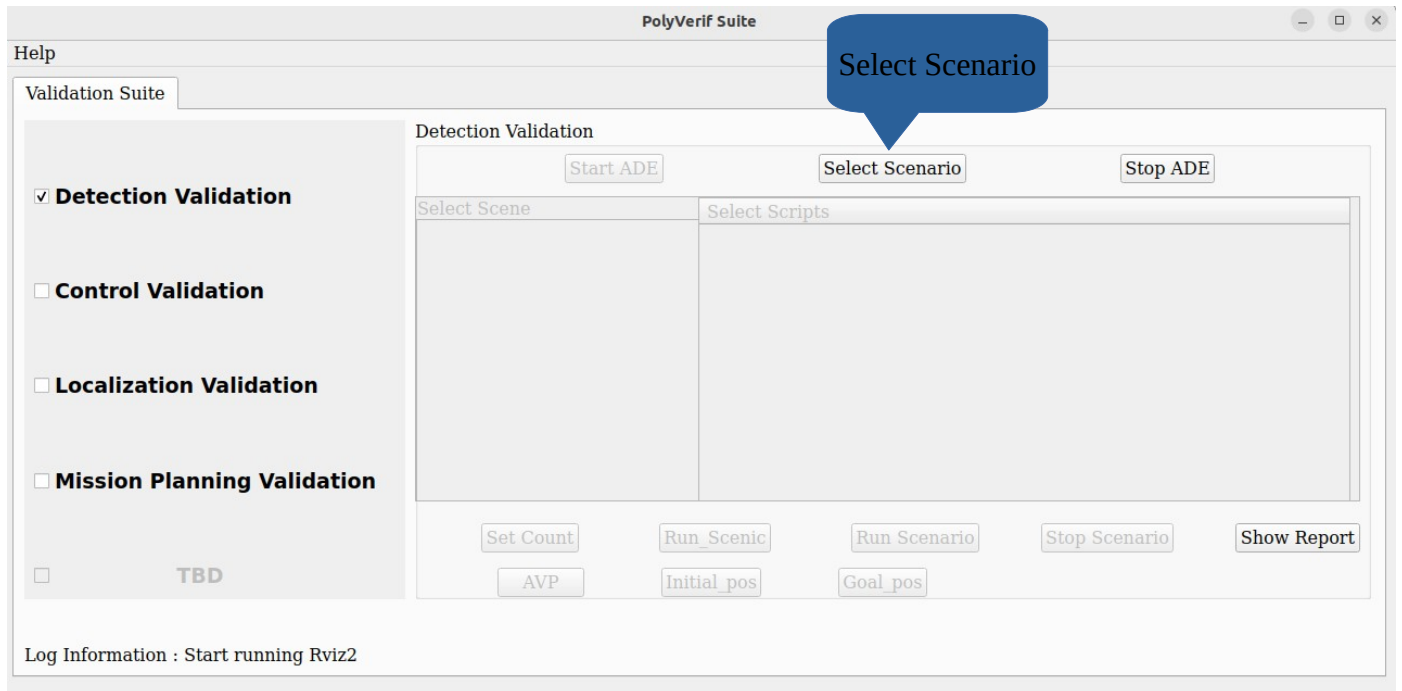 PolyVerif Suite
Help
Select Scenario
Validation Suite
Detection Validation
Start ADE
Select Scenario
Stop ADE
Detection Validation
Select Scene
Select Scripts
Control Validation
Localization Validation
Mission Planning Validation
Set Count
Run_Scenic
Run Scenario
Stop Scenario
Show Report
TBD
AVP
Initial_pos
Goal_pos
Log Information : Start running Rviz2